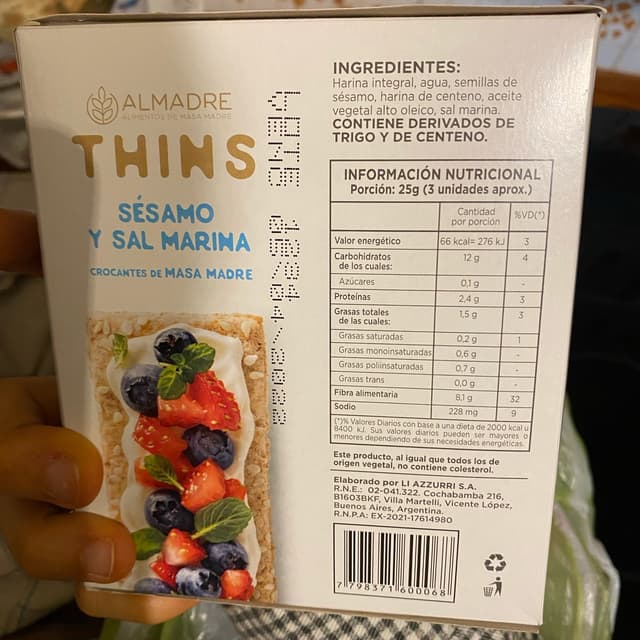 ALMADRE
ALIMENTOS DE MASA MADRE
THINS
SÉSAMO
Y SAL MARINA
CROCANTES DE MASA MADRE
INGREDIENTES:
Harina integral, agua, semillas de
sésamo, harina de centeno, aceite
vegetal alto oleico, sal marina.
CONTIENE DERIVADOS DE
TRIGO Y DE CENTENO.
INFORMACIÓN NUTRICIONAL
Porción: 25g (3 unidades aprox.)
Cantidad por porción %VD(*)
Valor energético 66 kcal= 276 kJ 3
Carbohidratos de los cuales: 12 g 4
Azúcares 0,1 g -
Proteínas 2,4 g 3
Grasas totales de las cuales: 1,5 g 3
Grasas saturadas 0,2 g 1
Grasas monoinsaturadas 0,6 g -
Grasas poliinsaturadas 0,7 g -
Grasas trans 0,0 g -
Fibra alimentaria 8,1 g 32
Sodio 228 mg 9
(*)% Valores Diarios con base a una dieta de 2000 kcal u
8400 kJ. Sus valores diarios pueden ser mayores o
menores dependiendo de sus necesidades energéticas.
Este producto, al igual que todos los de
origen vegetal, no contiene colesterol.
Elaborado por LI AZZURRI S.A.
R.N.E.: 02-041.322. Cochabamba 216,
B1603BKF, Villa Martelli, Vicente López,
Buenos Aires, Argentina.
R.N.P.A: EX-2021-17614980
7 798371 600068